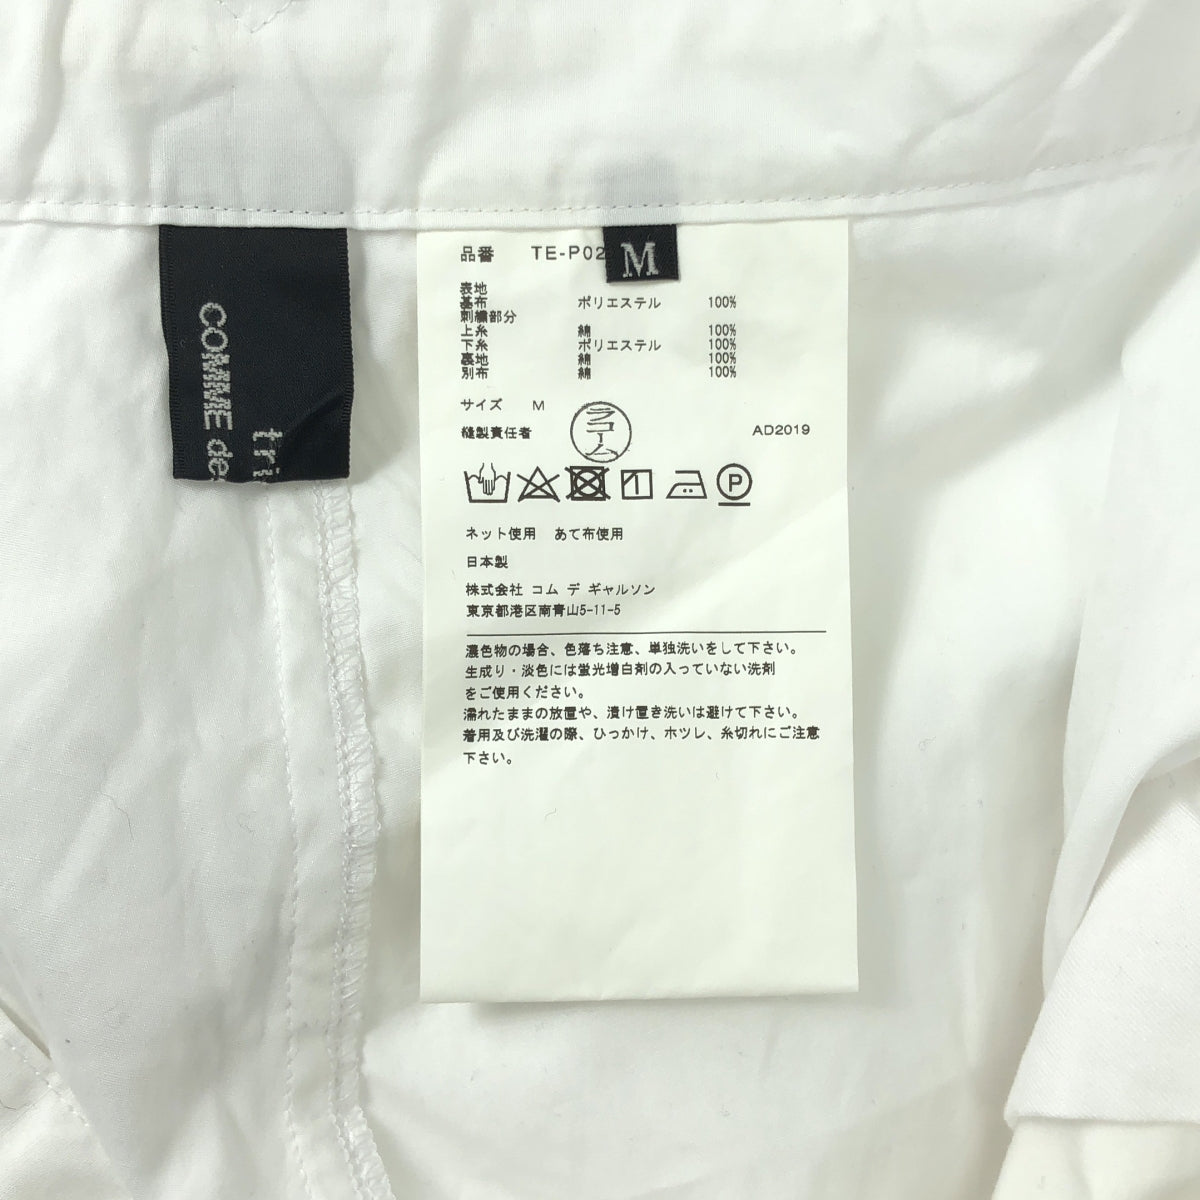 COMME de
tri
M
品番 TE-P02
表地
基布 ポリエステル 100%
刺繍部分
上糸 綿 100%
下糸 ポリエステル 100%
裏地 綿 100%
別布 綿 100%
サイズ M
縫製責任者 ラコーム AD2019
P
ネット使用 あて布使用
日本製
株式会社 コム デ ギャルソン
東京都港区南青山5-11-5
濃色物の場合、色落ち注意、単独洗いをして下さい。
生成り・淡色には蛍光増白剤の入っていない洗剤
をご使用ください。
濡れたままの放置や、漬け置き洗いは避けて下さい。
着用及び洗濯の際、ひっかけ、ホツレ、糸切れにご注意
下さい。